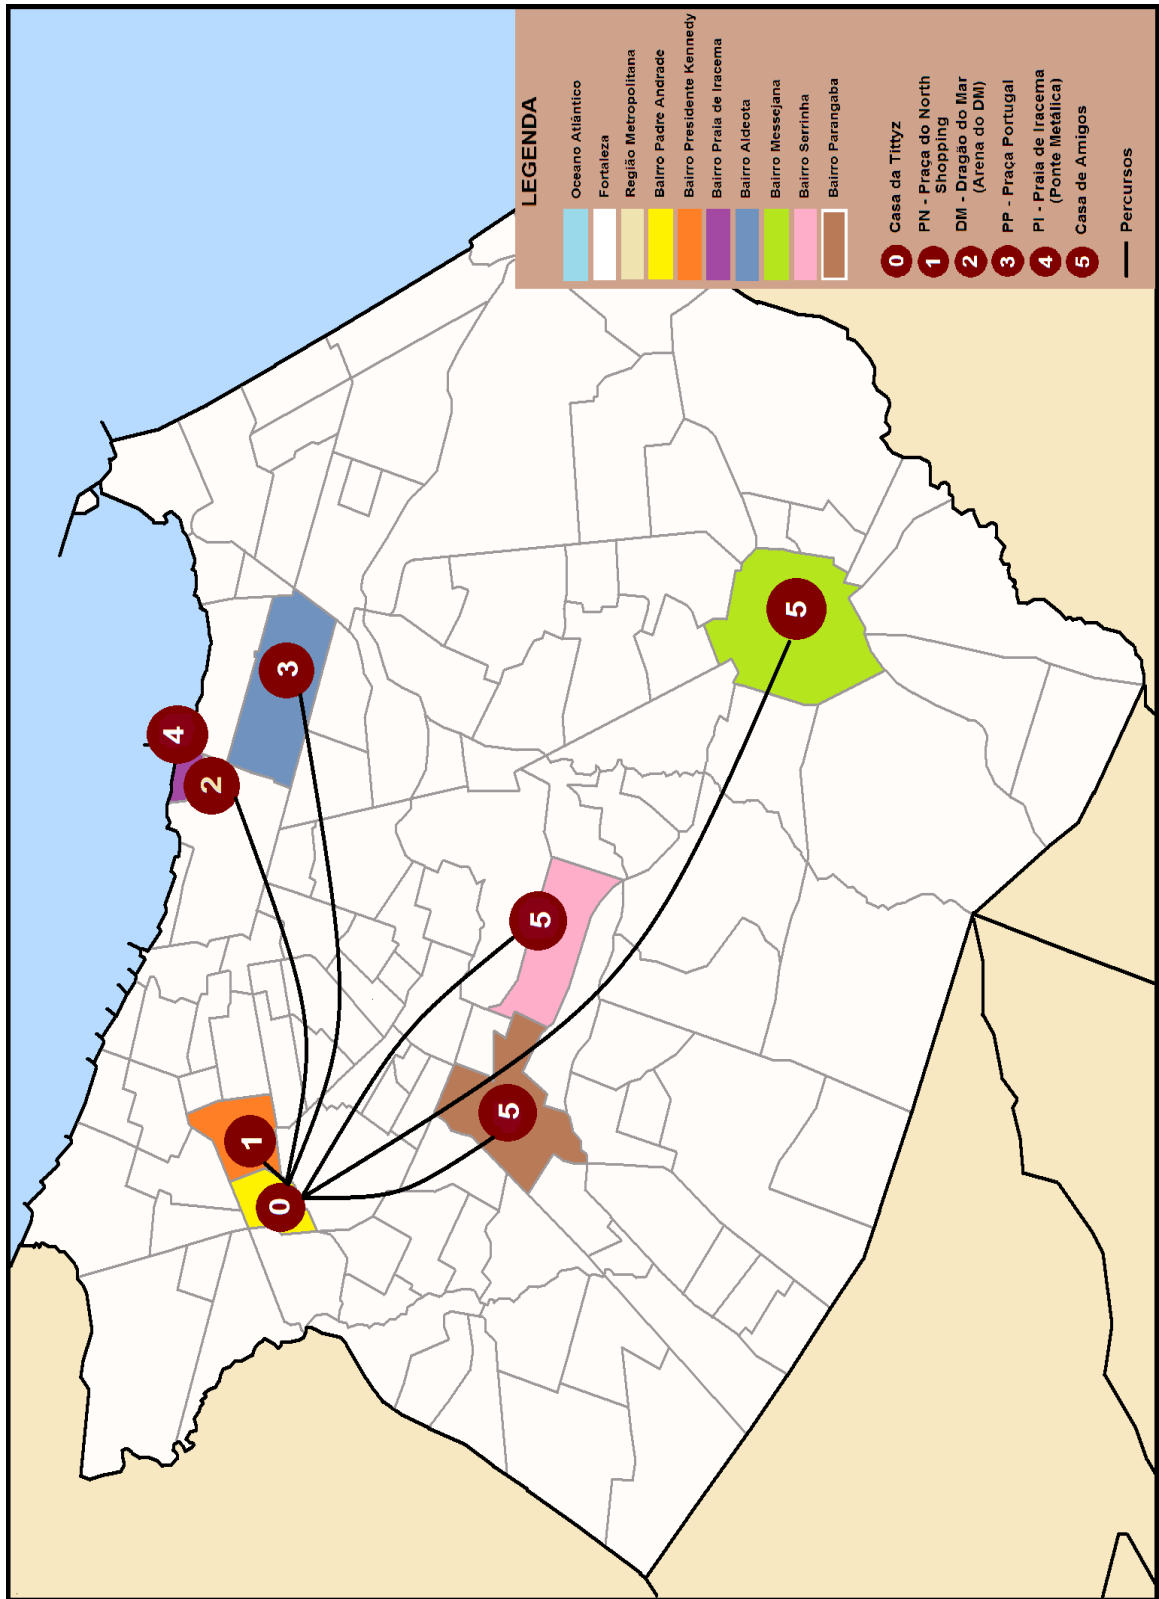 LEGENDA
Oceano Atlântico
Fortaleza
Região Metropolitana
Bairro Padre Andrade
Bairro Presidente Kennedy
Bairro Praia de Iracema
Bairro Aldeota
Bairro Messejana
Bairro Serrinha
Bairro Parangaba
0 Casa da Tittyz
1 PN - Praça do North
Shopping
2 DM - Dragão do Mar
(Arena do DM)
3 PP - Praça Portugal
4 PI - Praia de Iracema
(Ponte Metálica)
5 Casa de Amigos
Percursos
4
2
3
1
0
5
5
5